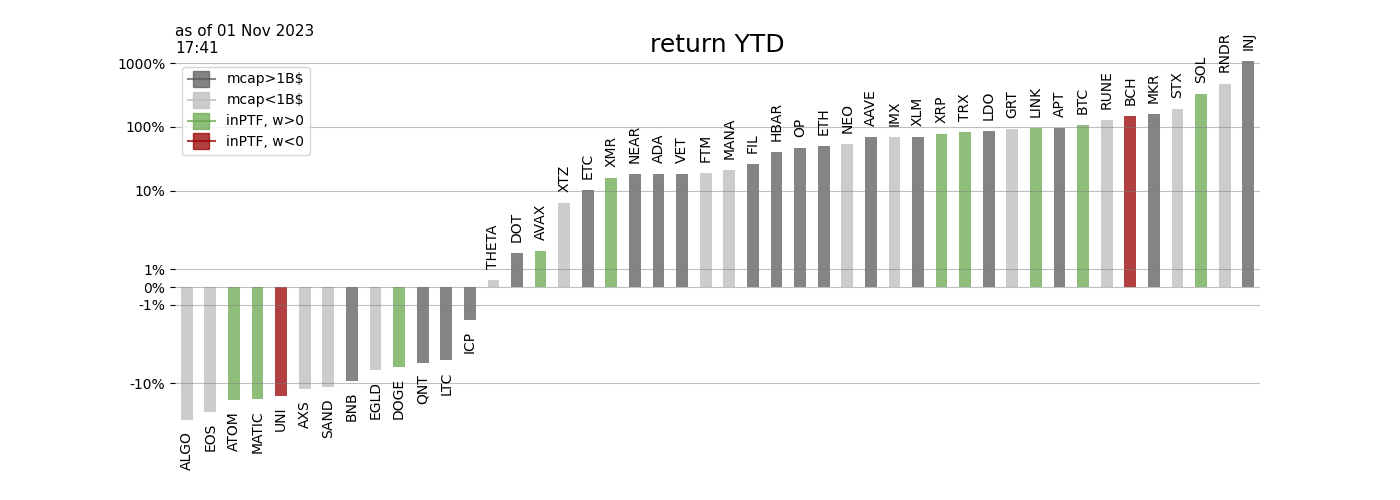 as of 01 Nov 2023
17:41
return YTD
mcap>1B$
mcap<1B$
inPTF, w>0
inPTF, w<0
1000%
100%
10%
1%
0%
-1%
-10%
ALGO
EOS
ATOM
MATIC
UNI
AXS
SAND
BNB
EGLD
DOGE
QNT
LTC
ICP
THETA
DOT
AVAX
XTZ
ETC
XMR
NEAR
ADA
VET
FTM
MANA
FIL
HBAR
OP
ETH
NEO
AAVE
IMX
XLM
XRP
TRX
LDO
GRT
LINK
APT
BTC
RUNE
BCH
MKR
STX
SOL
RNDR
INJ